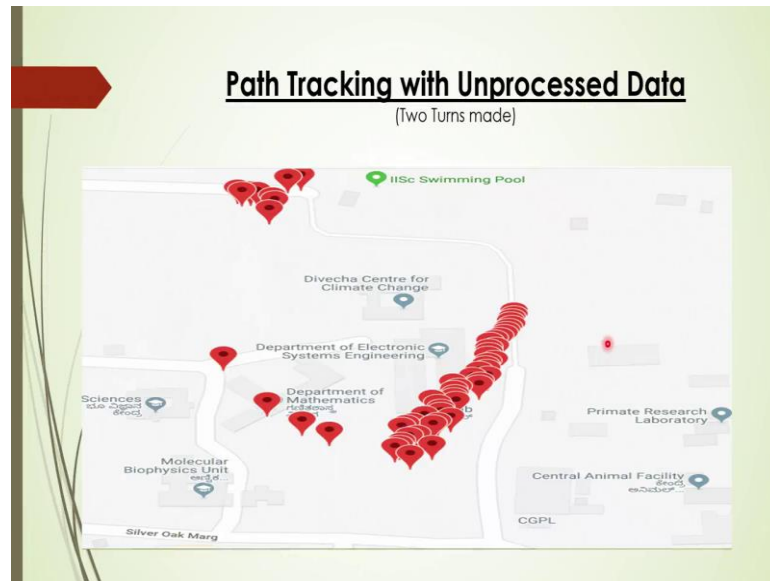 Path Tracking with Unprocessed Data
(Two Turns made)
IISc Swimming Pool
Divecha Centre for
Climate Change
Department of Electronic
Systems Engineering
Department of
Mathematics
Sciences
Primate Research
Laboratory
Molecular
Biophysics Unit
Central Animal Facility
CGPL
Silver Oak Marg